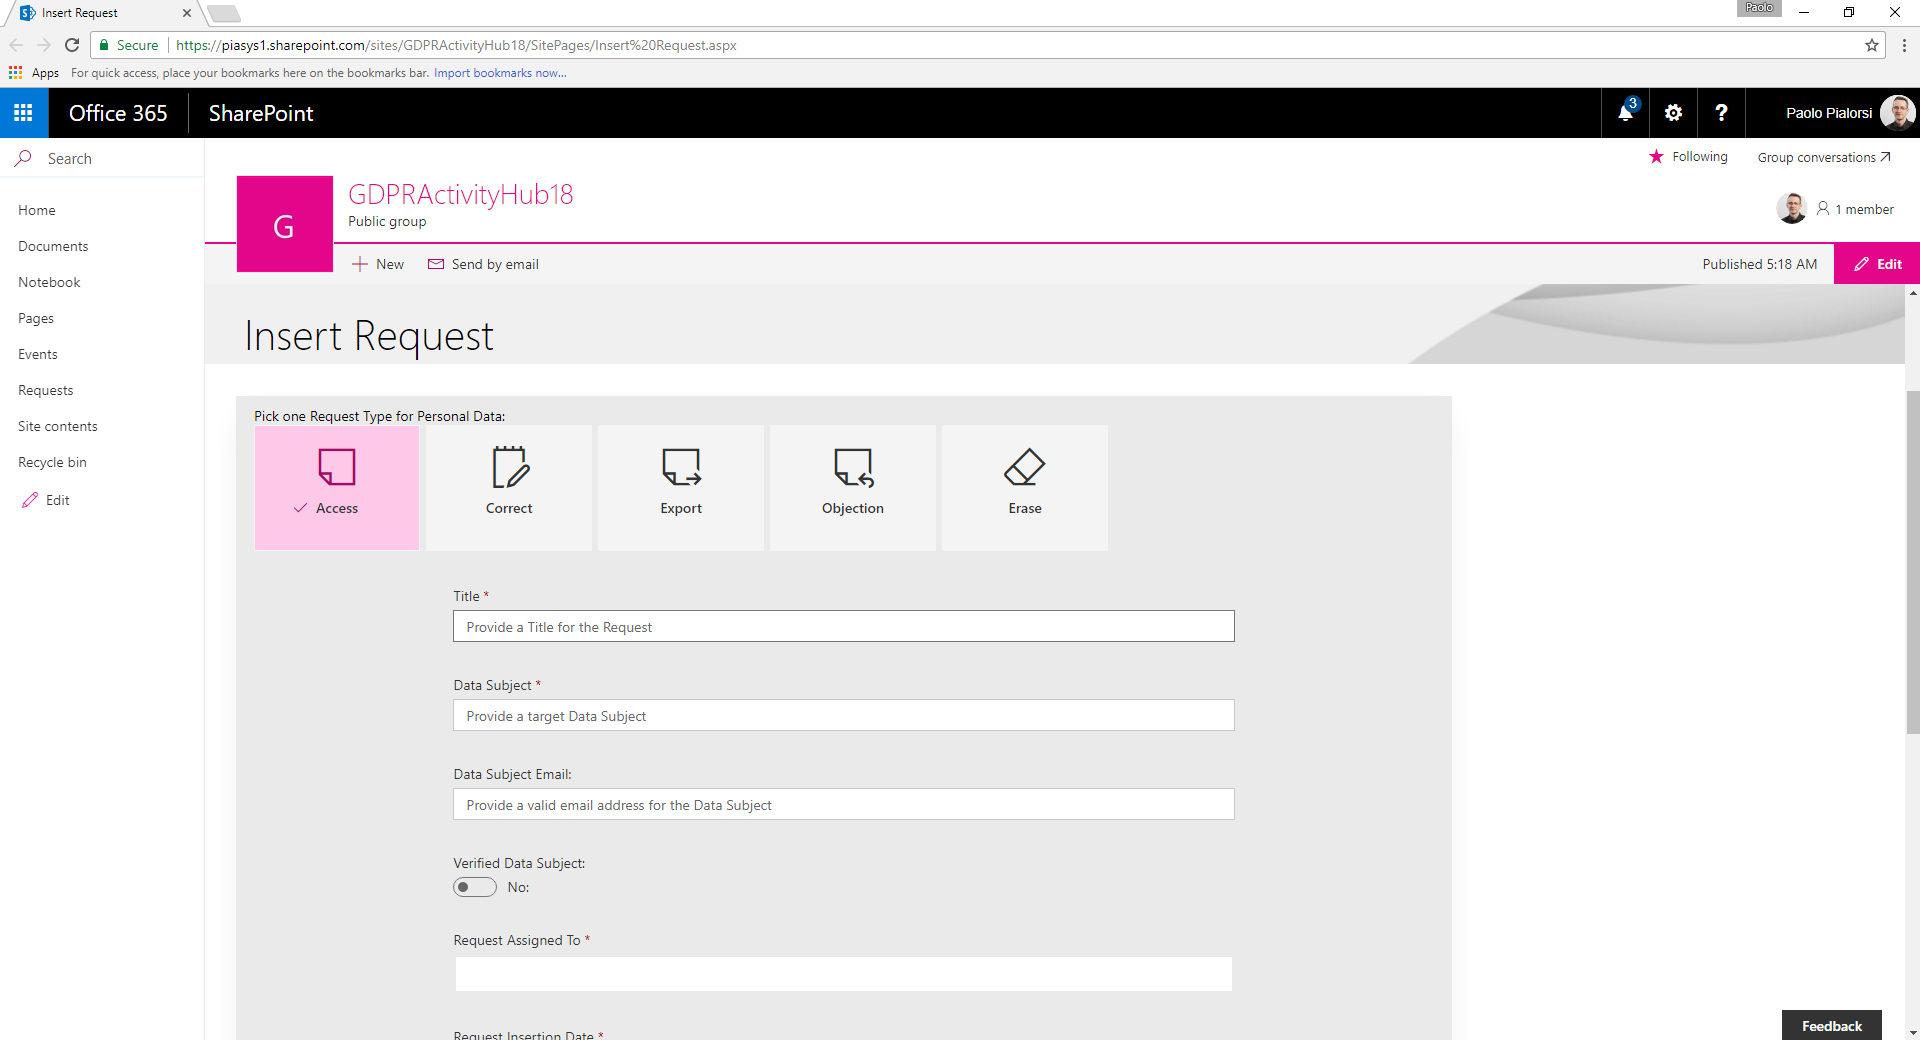 Insert Request
Paolo
Secure
https://piasys1.sharepoint.com/sites/GDPRActivityHub18/SitePages/Insert%20Request.aspx
Apps
For quick access, place your bookmarks here on the bookmarks bar. Import bookmarks now...
Office 365
SharePoint
3
?
Paolo Pialorsi
Search
Following
Group conversations
G
GDPRActivityHub18
Public group
1 member
New
Send by email
Published 5:18 AM
Edit
Home
Documents
Notebook
Pages
Events
Requests
Site contents
Recycle bin
Edit
Insert Request
Pick one Request Type for Personal Data:
Access
Correct
Export
Objection
Erase
Title *
Provide a Title for the Request
Data Subject *
Provide a target Data Subject
Data Subject Email:
Provide a valid email address for the Data Subject
Verified Data Subject:
No:
Request Assigned To *
Request Insertion Date *
Feedback